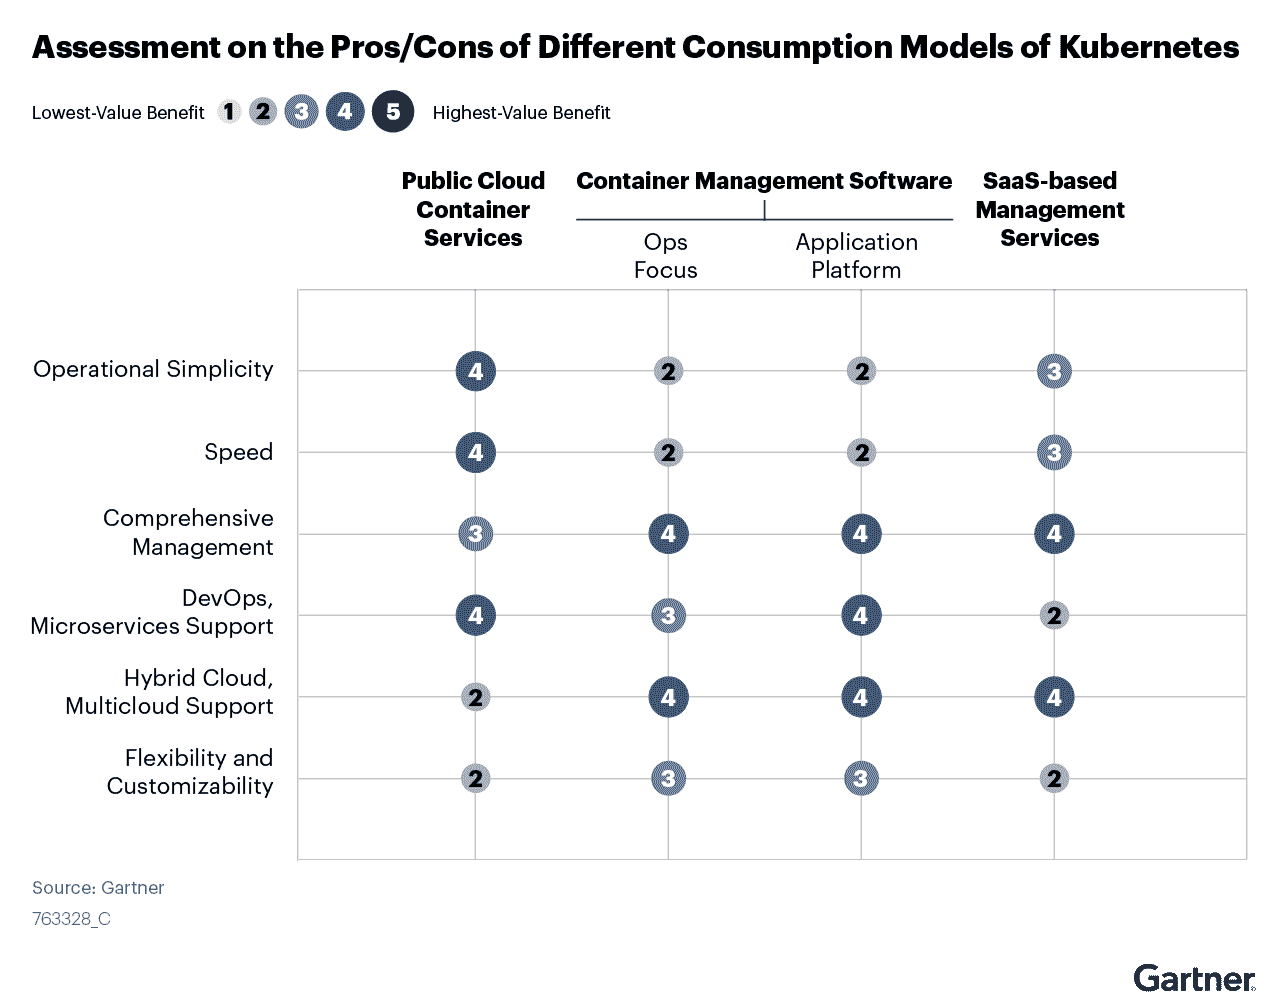 Assessment on the Pros/Cons of Different Consumption Models of Kubernetes
Lowest-Value Benefit 1 2 3 4 5 Highest-Value Benefit
Public Cloud
Container
Services
Container Management Software
Ops
Focus
Application
Platform
SaaS-based
Management
Services
Operational Simplicity 4 2 2 3
Speed 4 2 2 3
Comprehensive
Management 3 4 4 4
DevOps,
Microservices Support 4 3 4 2
Hybrid Cloud,
Multicloud Support 2 4 4 4
Flexibility and
Customizability 2 3 3 2
Source: Gartner
763328_C
Gartner